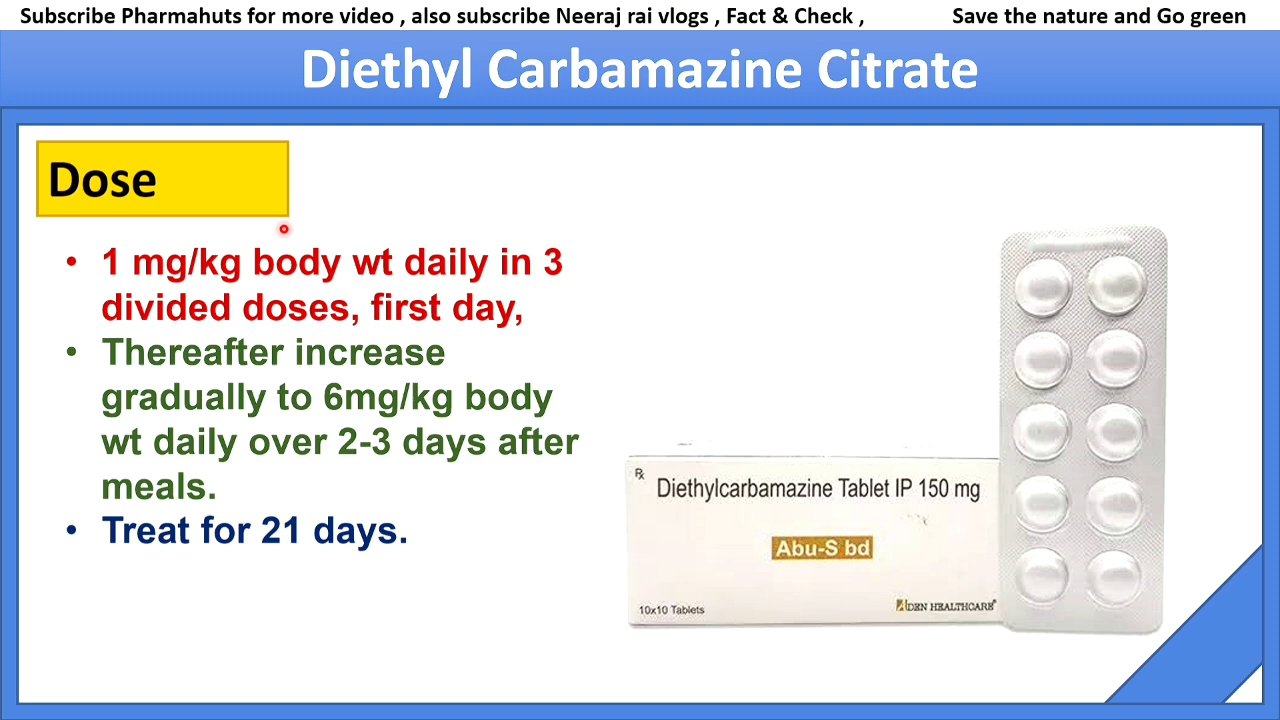 Subscribe Pharmahuts for more video , also subscribe Neeraj rai vlogs , Fact & Check , Save the nature and Go green
Diethyl Carbamazine Citrate
Dose
• 1 mg/kg body wt daily in 3
divided doses, first day,
• Thereafter increase
gradually to 6mg/kg body
wt daily over 2-3 days after
meals.
• Treat for 21 days.
Rx
Diethylcarbamazine Tablet IP 150 mg
Abu-S bd
10x10 Tablets
ADEN HEALTHCARE®